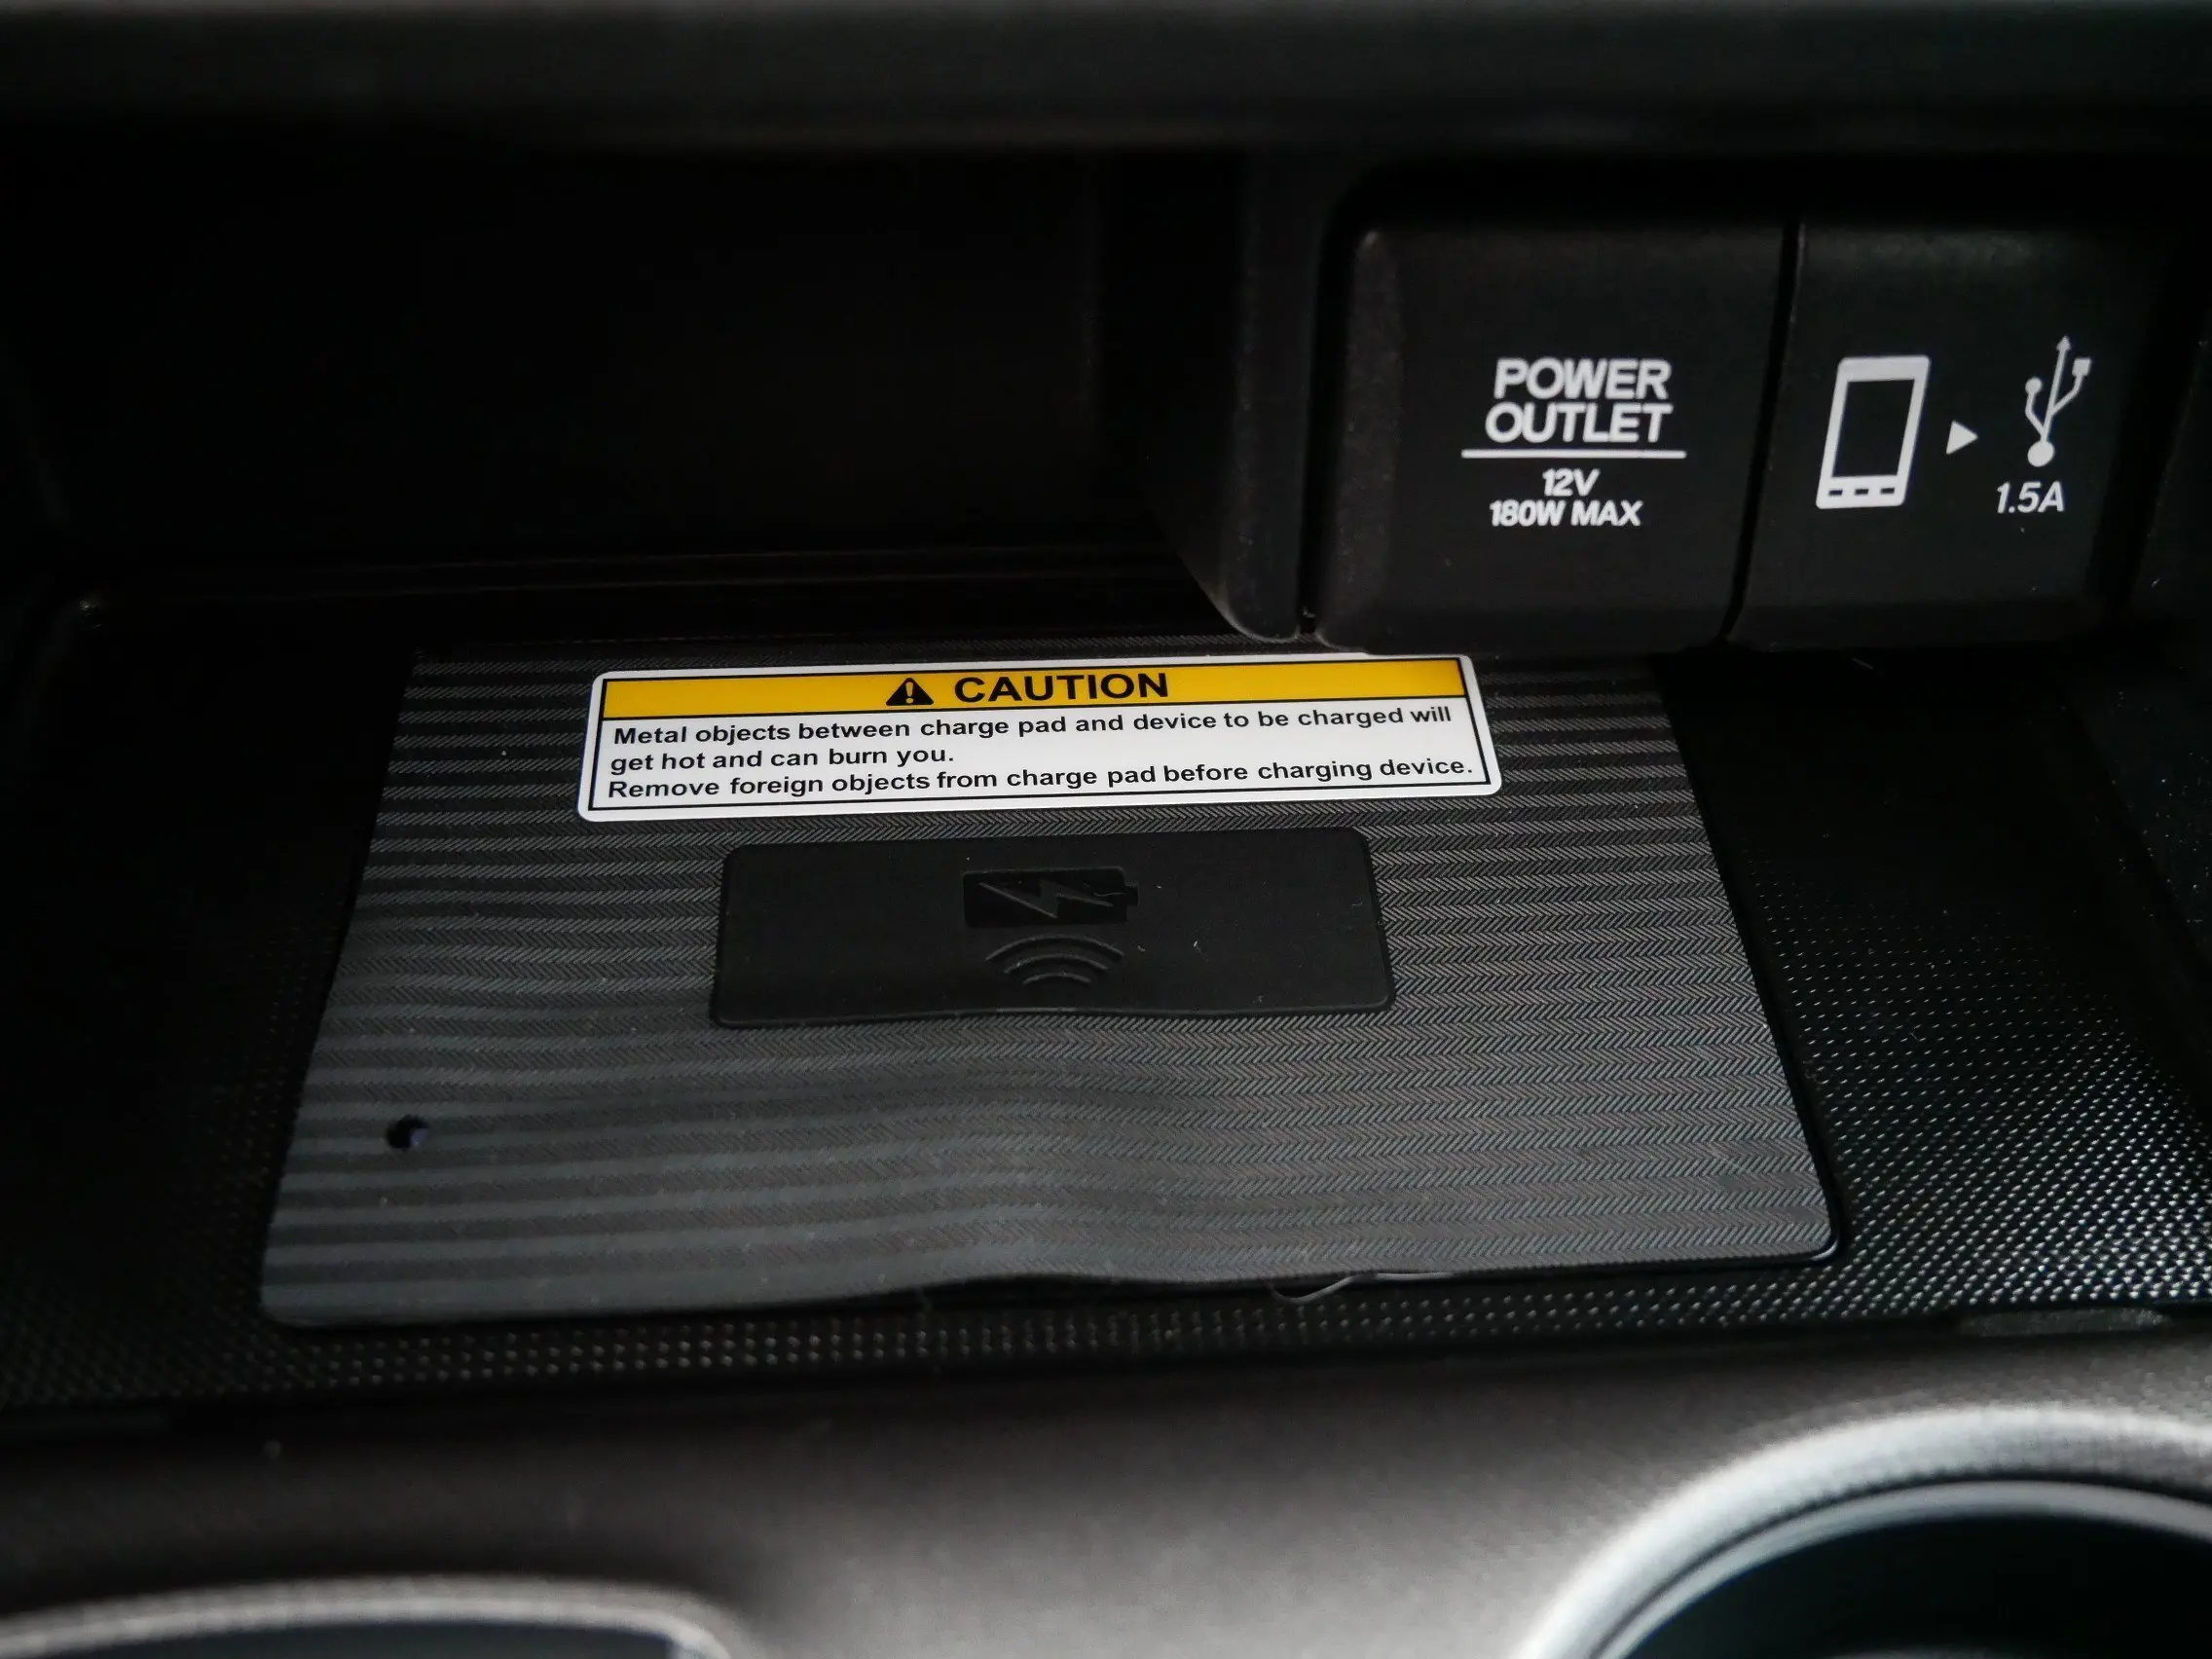 POWER
OUTLET
12V
180W MAX
1.5A
CAUTION
Metal objects between charge pad and device to be charged will
get hot and can burn you.
Remove foreign objects from charge pad before charging device.